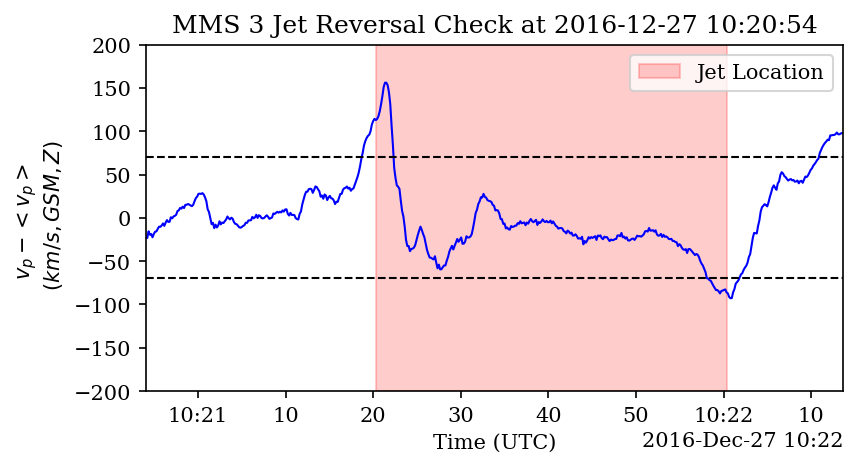 MMS 3 Jet Reversal Check at 2016-12-27 10:20:54
Jet Location
v_p − < v_p >
(km/s, GSM, Z)
200
150
100
50
0
−50
−100
−150
−200
10:21 10 20 30 40 50 10:22 10
Time (UTC)
2016-Dec-27 10:22